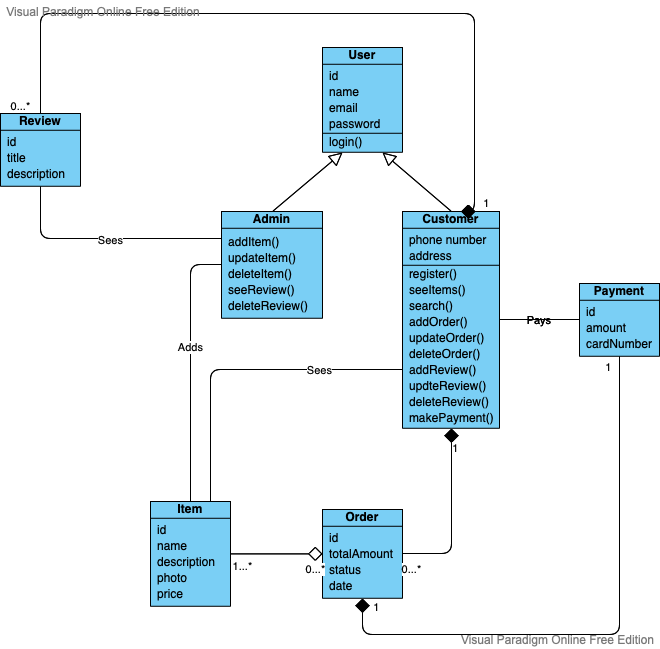 Visual Paradigm Online Free Edition
User
id
name
email
password
login()
0...*
Review
id
title
description
1
Admin
addItem()
updateItem()
deleteItem()
seeReview()
deleteReview()
Customer
phone number
address
register()
seeItems()
search()
addOrder()
updateOrder()
deleteOrder()
addReview()
updteReview()
deleteReview()
makePayment()
Sees
Payment
id
amount
cardNumber
Pays
Adds
Sees
1
1
Item
id
name
description
photo
price
1...*
Order
id
totalAmount
status
date
0...*
0...*
1
Visual Paradigm Online Free Edition